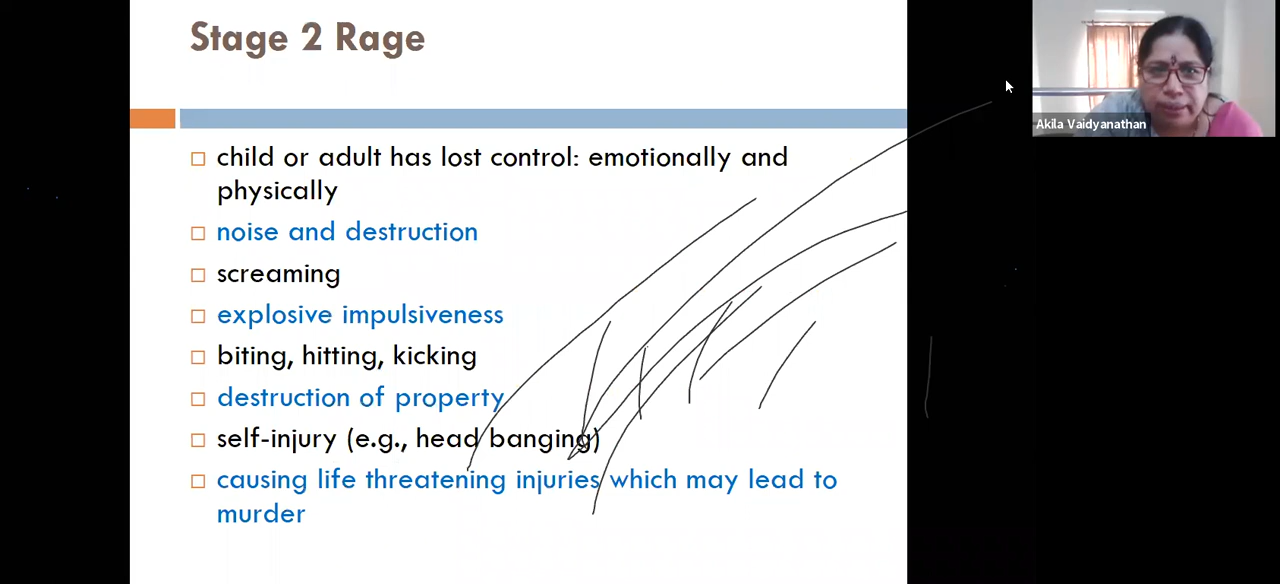 Stage 2 Rage
child or adult has lost control: emotionally and
physically
noise and destruction
screaming
explosive impulsiveness
biting, hitting, kicking
destruction of property
self-injury (e.g., head banging)
causing life threatening injuries which may lead to
murder
Akila Vaidyanathan